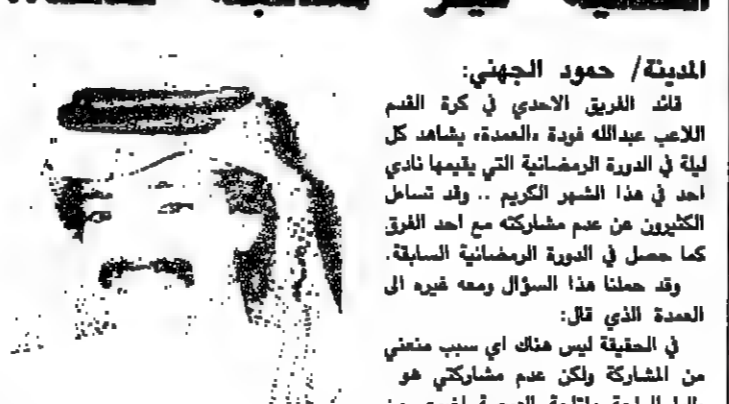 المدينة / حمود الجهني:
قائد الفريق الاحدي في كرة القدم
اللاعب عبدالله فودة «العمدة» يشاهد كل
ليلة في الدورة الرمضانية التي يقيمها نادي
احد في هذا الشهر الكريم .. وقد تساءل
الكثيرون عن عدم مشاركته مع احد الفرق
كما حصل في الدورة الرمضانية السابقة.
وقد حملنا هذا السؤال ومعه غيره الى
العمدة الذي قال:
في الحقيقة ليس هناك اي سبب منعني
من المشاركة ولكن عدم مشاركتي هو